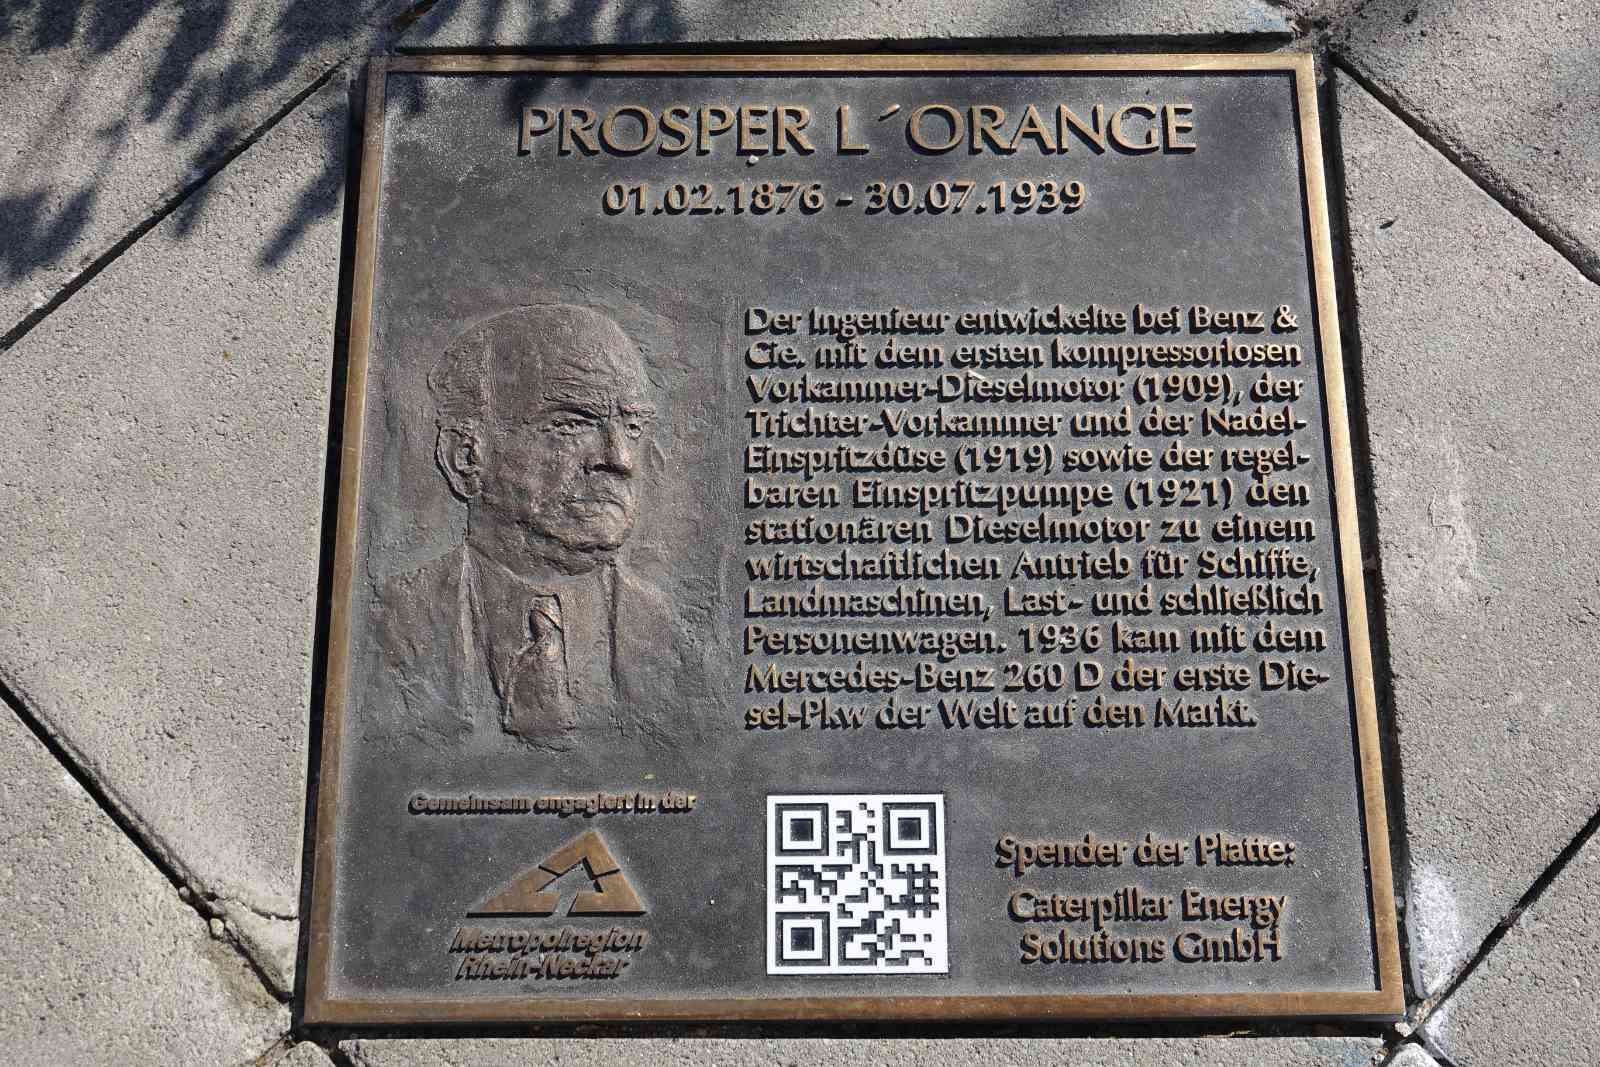 PROSPER L´ORANGE
01.02.1876 - 30.07.1939
Der Ingenieur entwickelte bei Benz &
Cie. mit dem ersten kompressorlosen
Vorkammer-Dieselmotor (1909), der
Trichter-Vorkammer und der Nadel-
Einspritzdüse (1919) sowie der regel-
baren Einspritzpumpe (1921) den
stationären Dieselmotor zu einem
wirtschaftlichen Antrieb für Schiffe,
Landmaschinen, Last- und schließlich
Personenwagen. 1936 kam mit dem
Mercedes-Benz 260 D der erste Die-
sel-Pkw der Welt auf den Markt.
Gemeinsam engagiert in der
Metropolregion
Rhein-Neckar
Spender der Platte:
Caterpillar Energy
Solutions GmbH